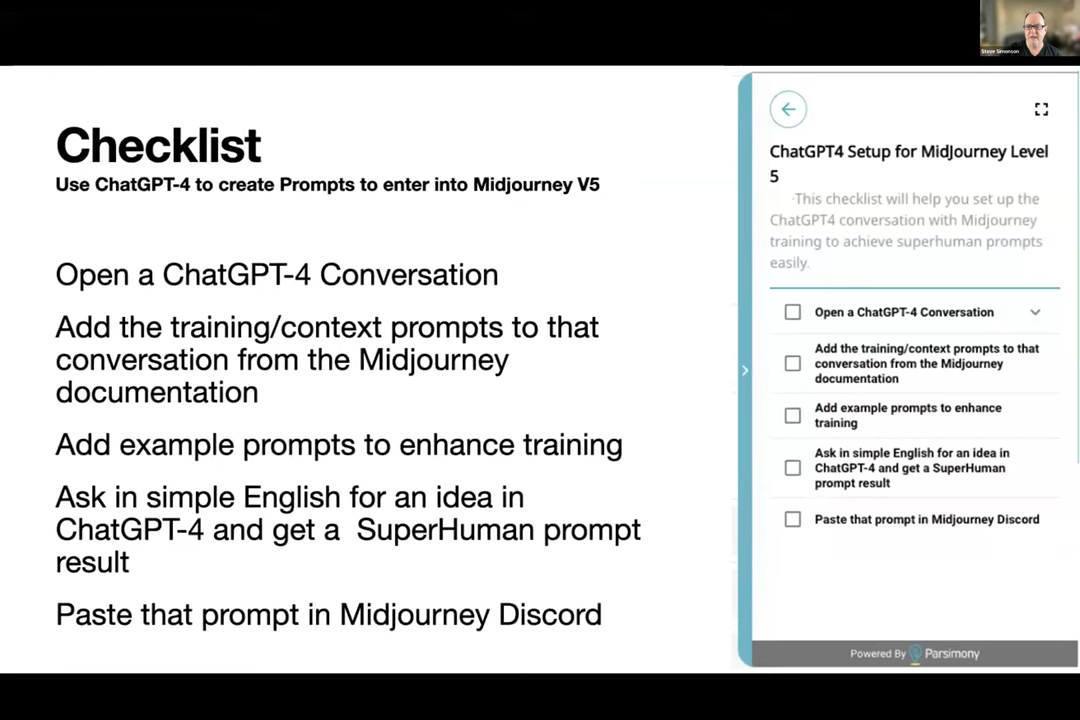 Steve Simonson
Checklist
Use ChatGPT-4 to create Prompts to enter into Midjourney V5
Open a ChatGPT-4 Conversation
Add the training/context prompts to that
conversation from the Midjourney
documentation
Add example prompts to enhance training
Ask in simple English for an idea in
ChatGPT-4 and get a  SuperHuman prompt
result
Paste that prompt in Midjourney Discord
ChatGPT4 Setup for MidJourney Level
5
·This checklist will help you set up the
ChatGPT4 conversation with Midjourney
training to achieve superhuman prompts
easily.
Open a ChatGPT-4 Conversation
Add the training/context prompts to that
conversation from the Midjourney
documentation
Add example prompts to enhance
training
Ask in simple English for an idea in
ChatGPT-4 and get a SuperHuman
prompt result
Paste that prompt in Midjourney Discord
Powered By Parsimony